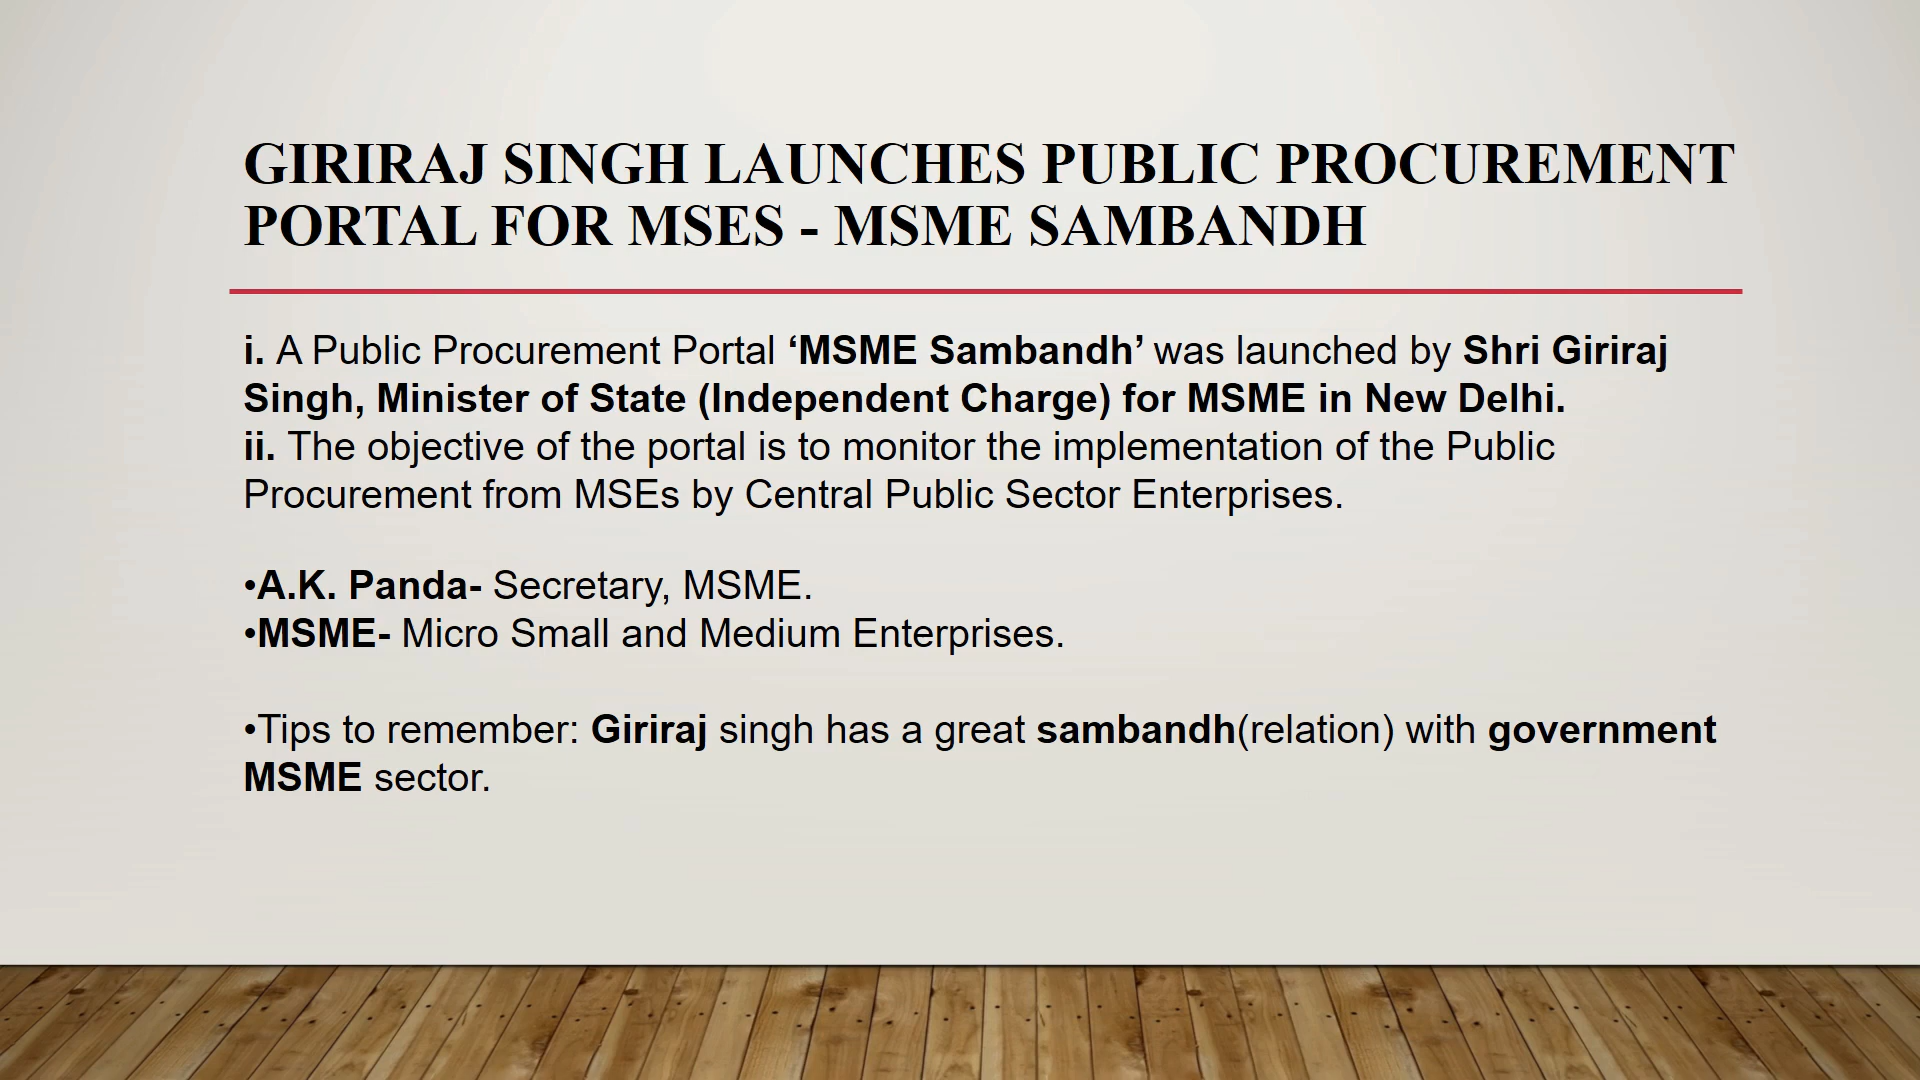 GIRIRAJ SINGH LAUNCHES PUBLIC PROCUREMENT
PORTAL FOR MSES - MSME SAMBANDH
i. A Public Procurement Portal ‘MSME Sambandh’ was launched by Shri Giriraj
Singh, Minister of State (Independent Charge) for MSME in New Delhi.
ii. The objective of the portal is to monitor the implementation of the Public
Procurement from MSEs by Central Public Sector Enterprises.
•A.K. Panda- Secretary, MSME.
•MSME- Micro Small and Medium Enterprises.
•Tips to remember: Giriraj singh has a great sambandh(relation) with government
MSME sector.